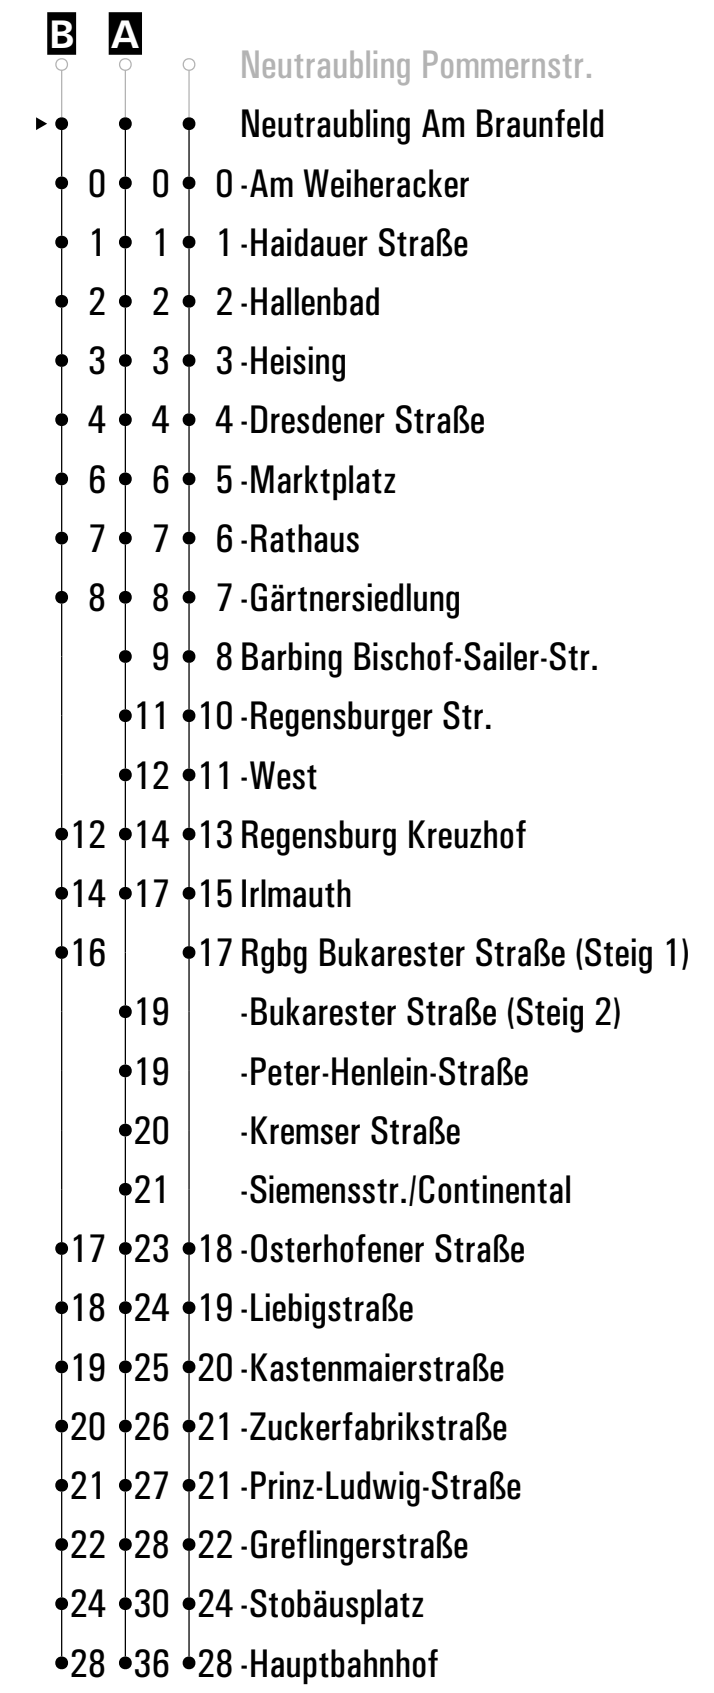 B A
Neutraubling Pommernstr.
Neutraubling Am Braunfeld
0 0 0 -Am Weiheracker
1 1 1 -Haidauer Straße
2 2 2 -Hallenbad
3 3 3 -Heising
4 4 4 -Dresdener Straße
6 6 5 -Marktplatz
7 7 6 -Rathaus
8 8 7 -Gärtnersiedlung
9 8 Barbing Bischof-Sailer-Str.
11 10 -Regensburger Str.
12 11 -West
12 14 13 Regensburg Kreuzhof
14 17 15 Irlmauth
16 17 Rgbg Bukarester Straße (Steig 1)
19 -Bukarester Straße (Steig 2)
19 -Peter-Henlein-Straße
20 -Kremser Straße
21 -Siemensstr./Continental
17 23 18 -Osterhofener Straße
18 24 19 -Liebigstraße
19 25 20 -Kastenmaierstraße
20 26 21 -Zuckerfabrikstraße
21 27 21 -Prinz-Ludwig-Straße
22 28 22 -Greflingerstraße
24 30 24 -Stobäusplatz
28 36 28 -Hauptbahnhof